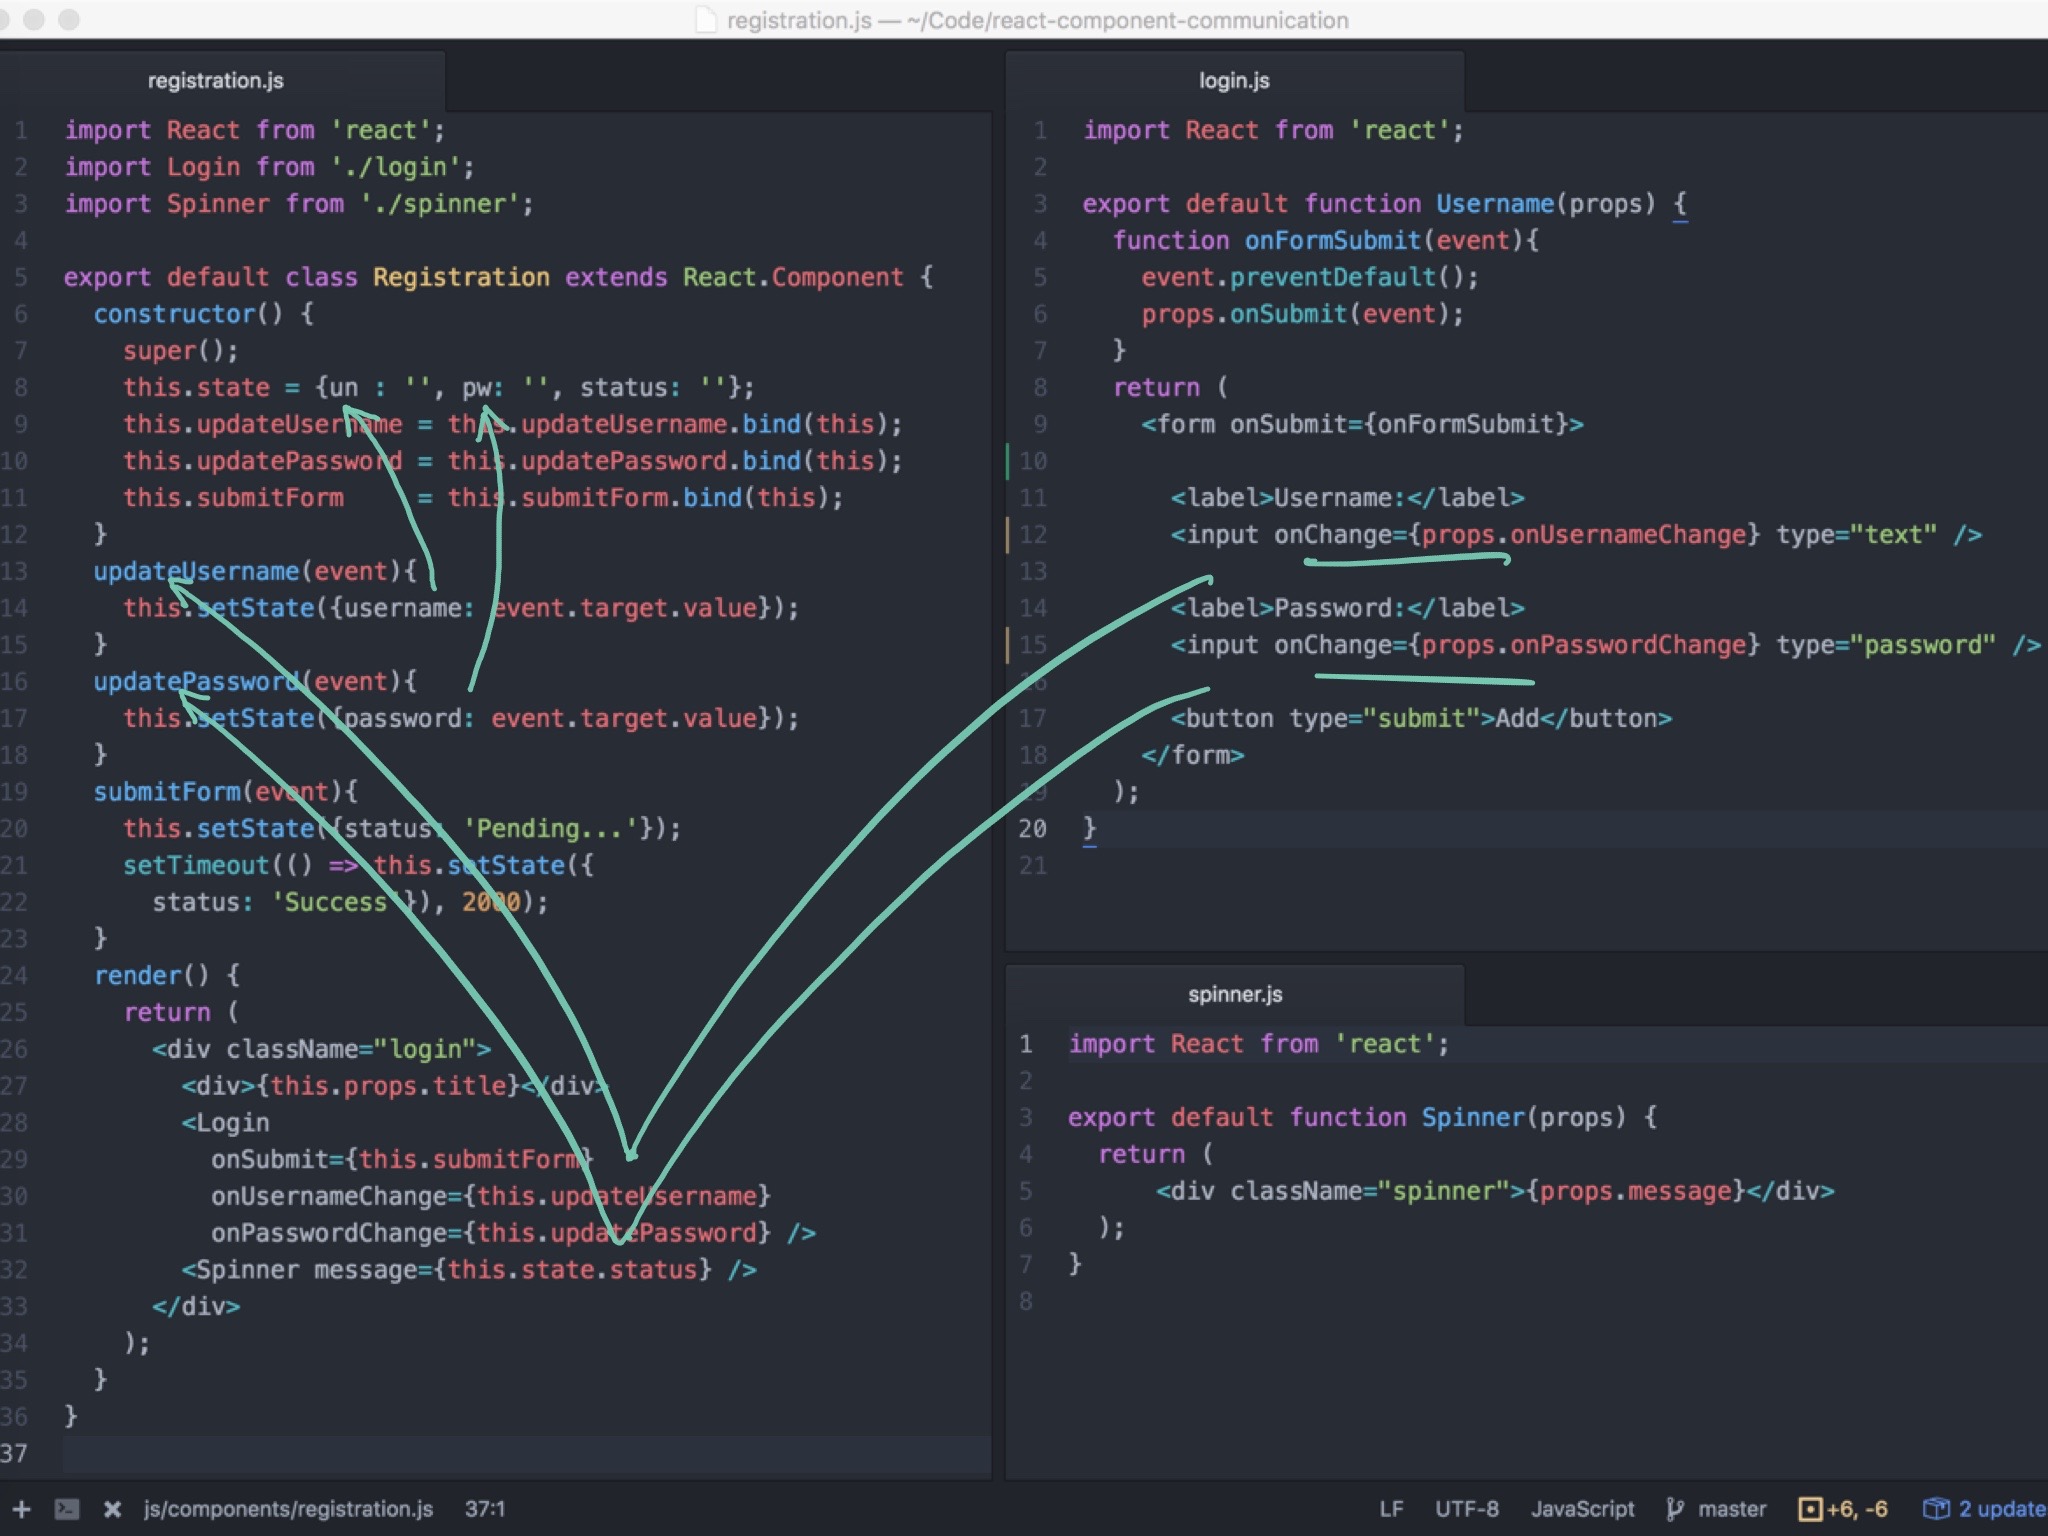 registration.js — ~/Code/react-component-communication
registration.js
1 import React from 'react';
2 import Login from './login';
3 import Spinner from './spinner';
4
5 export default class Registration extends React.Component {
6   constructor() {
7     super();
8     this.state = {un : '', pw: '', status: ''};
9     this.updateUsername = this.updateUsername.bind(this);
10     this.updatePassword = this.updatePassword.bind(this);
11     this.submitForm     = this.submitForm.bind(this);
12   }
13   updateUsername(event){
14     this.setState({username: event.target.value});
15   }
16   updatePassword(event){
17     this.setState({password: event.target.value});
18   }
19   submitForm(event){
20     this.setState({status: 'Pending...'});
21     setTimeout(() => this.setState({
22       status: 'Success'}), 2000);
23   }
24   render() {
25     return (
26       <div className="login">
27         <div>{this.props.title}</div>
28         <Login
29           onSubmit={this.submitForm}
30           onUsernameChange={this.updateUsername}
31           onPasswordChange={this.updatePassword} />
32         <Spinner message={this.state.status} />
33       </div>
34     );
35   }
36 }
37
login.js
1 import React from 'react';
2
3 export default function Username(props) {
4   function onFormSubmit(event){
5     event.preventDefault();
6     props.onSubmit(event);
7   }
8   return (
9     <form onSubmit={onFormSubmit}>
10
11       <label>Username:</label>
12       <input onChange={props.onUsernameChange} type="text" />
13
14       <label>Password:</label>
15       <input onChange={props.onPasswordChange} type="password" />
16
17       <button type="submit">Add</button>
18     </form>
19   );
20 }
21
spinner.js
1 import React from 'react';
2
3 export default function Spinner(props) {
4   return (
5       <div className="spinner">{props.message}</div>
6   );
7 }
8
js/components/registration.js 37:1 LF UTF-8 JavaScript master +6, -6 2 update